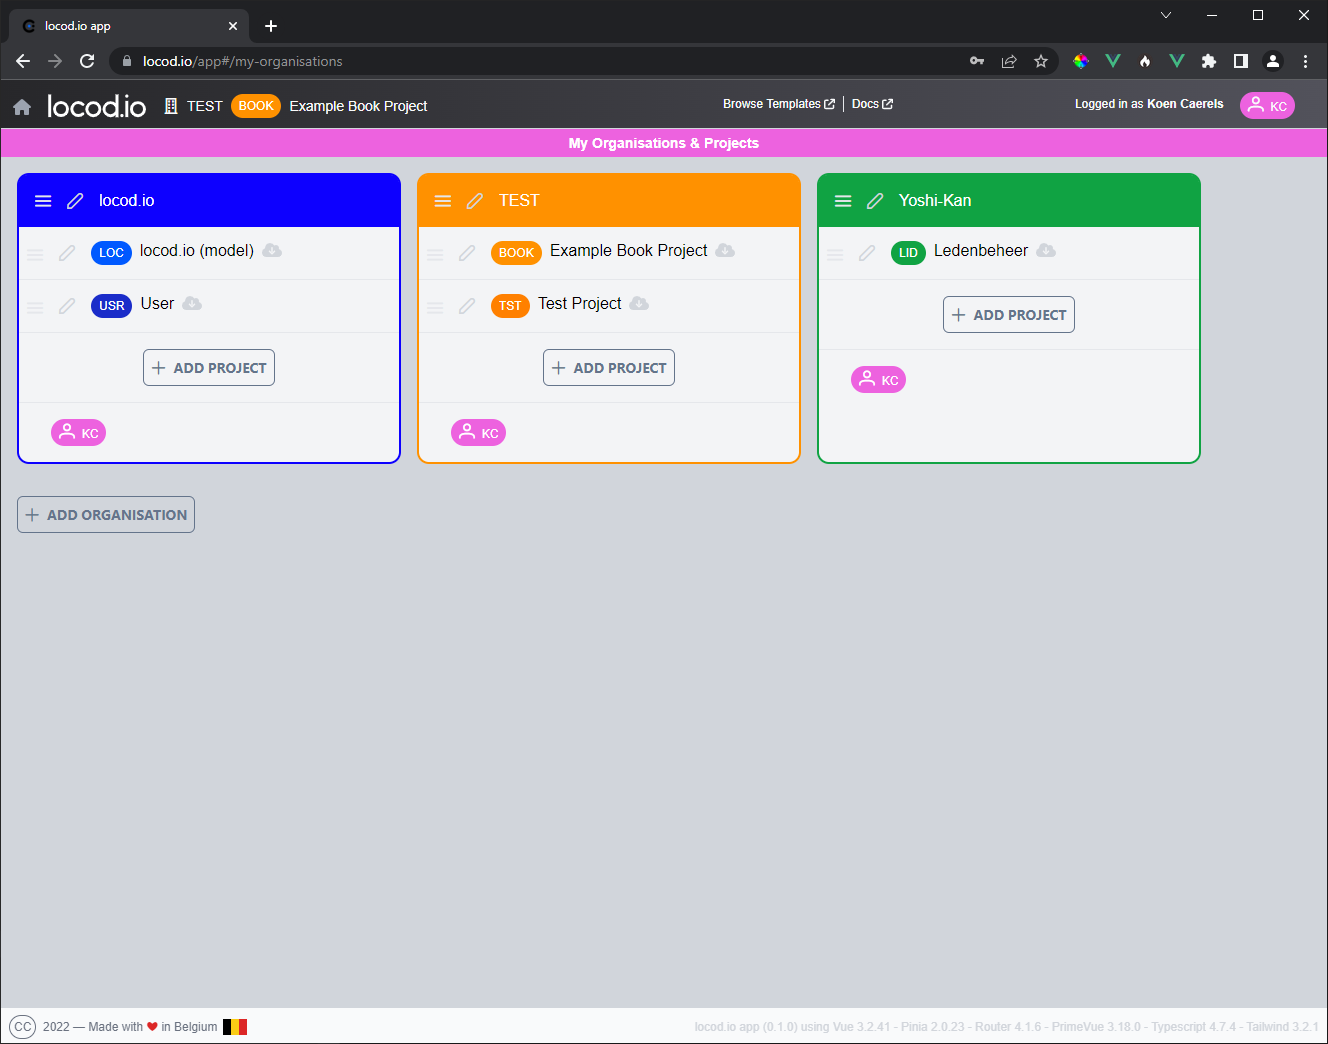 locod.io app
locod.io/app#/my-organisations
locod.io TEST BOOK Example Book Project Browse Templates Docs Logged in as Koen Caerels KC
My Organisations & Projects
locod.io
LOC locod.io (model)
USR User
ADD PROJECT
KC
TEST
BOOK Example Book Project
TST Test Project
ADD PROJECT
KC
Yoshi-Kan
LID Ledenbeheer
ADD PROJECT
KC
ADD ORGANISATION
CC 2022 — Made with ❤ in Belgium locod.io app (0.1.0) using Vue 3.2.41 - Pinia 2.0.23 - Router 4.1.6 - PrimeVue 3.18.0 - Typescript 4.7.4 - Tailwind 3.2.1